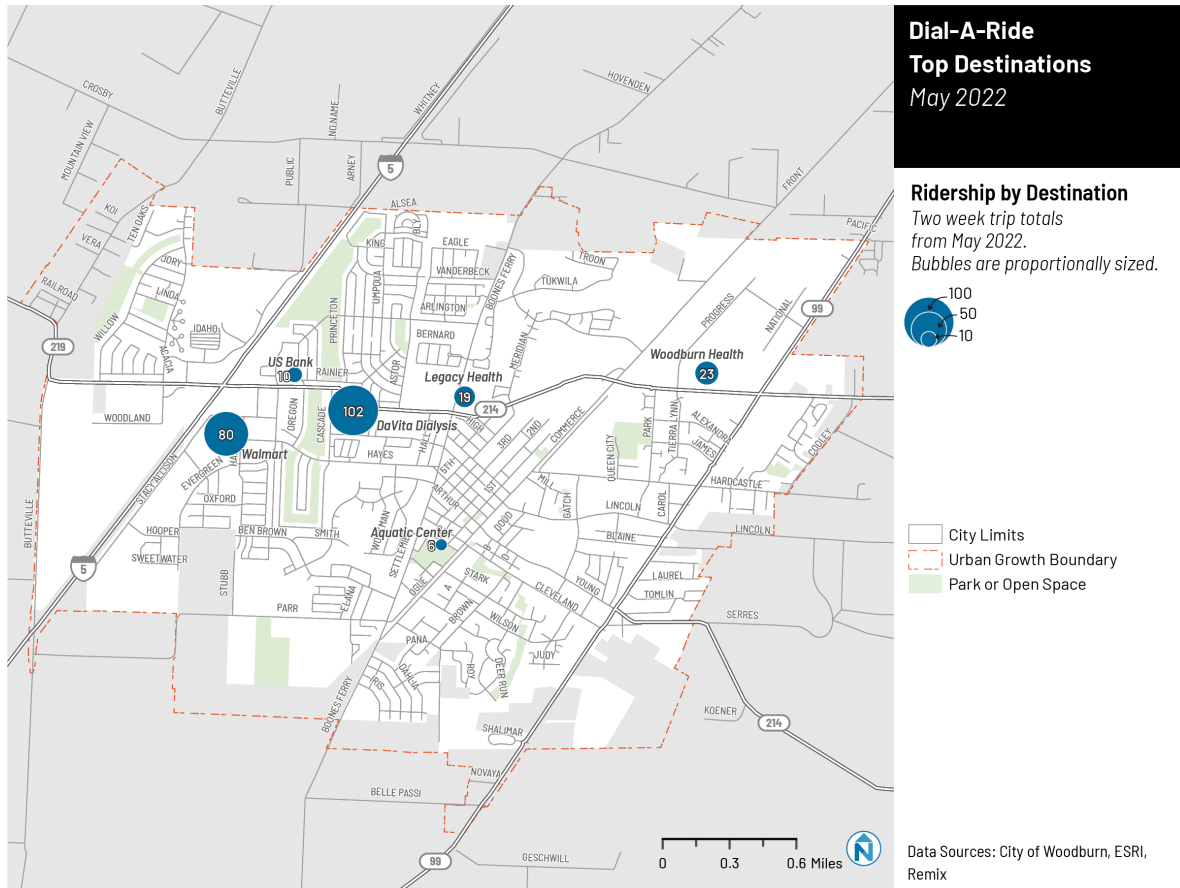 Dial-A-Ride
Top Destinations
May 2022
Ridership by Destination
Two week trip totals
from May 2022.
Bubbles are proportionally sized.
100
50
10
City Limits
Urban Growth Boundary
Park or Open Space
Data Sources: City of Woodburn, ESRI,
Remix
0
0.3
0.6 Miles
N
CROSBY
BUTTEVILLE
WHITNEY
HOVENDEN
MOUNTAIN VIEW
NO NAME
PUBLIC
ARNEY
5
FRONT
ALSEA
PACIFIC
KOI
TEN OAKS
VERA
KING
EAGLE
BOONES FERRY
TROON
JORY
VANDERBECK
UMPQUA
TUKWILA
RAILROAD
LINDA
ARLINGTON
PRINCETON
PROGRESS
NATIONAL
99
WILLOW
IDAHO
BERNARD
MERIDIAN
219
ACACIA
US Bank
10
RAINIER
ASTOR
Legacy Health
19
Woodburn Health
23
214
WOODLAND
OREGON
CASCADE
102
DaVita Dialysis
80
Walmart
HIGH
HALL
3RD
2ND
COMMERCE
QUEEN CITY
PARK
TIERRA LYNN
ALEXANDRA
JAMES
COOLEY
STACY ALLISON
EVERGREEN
HAYES
5TH
ARTHUR
1ST
MILL
GATCH
HARDCASTLE
OXFORD
LINCOLN
CAROL
BUTTEVILLE
HOOPER
BEN BROWN
SMITH
Aquatic Center
6
DOUD
BLAINE
LINCOLN
SWEETWATER
5
STUBB
OGLE
STARK
CLEVELAND
YOUNG
LAUREL
TOMLIN
PARR
ELANA
A
BROWN
WILSON
SERRES
PANA
JUDY
IRIS
DAHLIA
ROY
DEER RUN
BOONES FERRY
KOENER
214
SHALIMAR
NOVAYA
BELLE PASSI
99
GESCHWILL